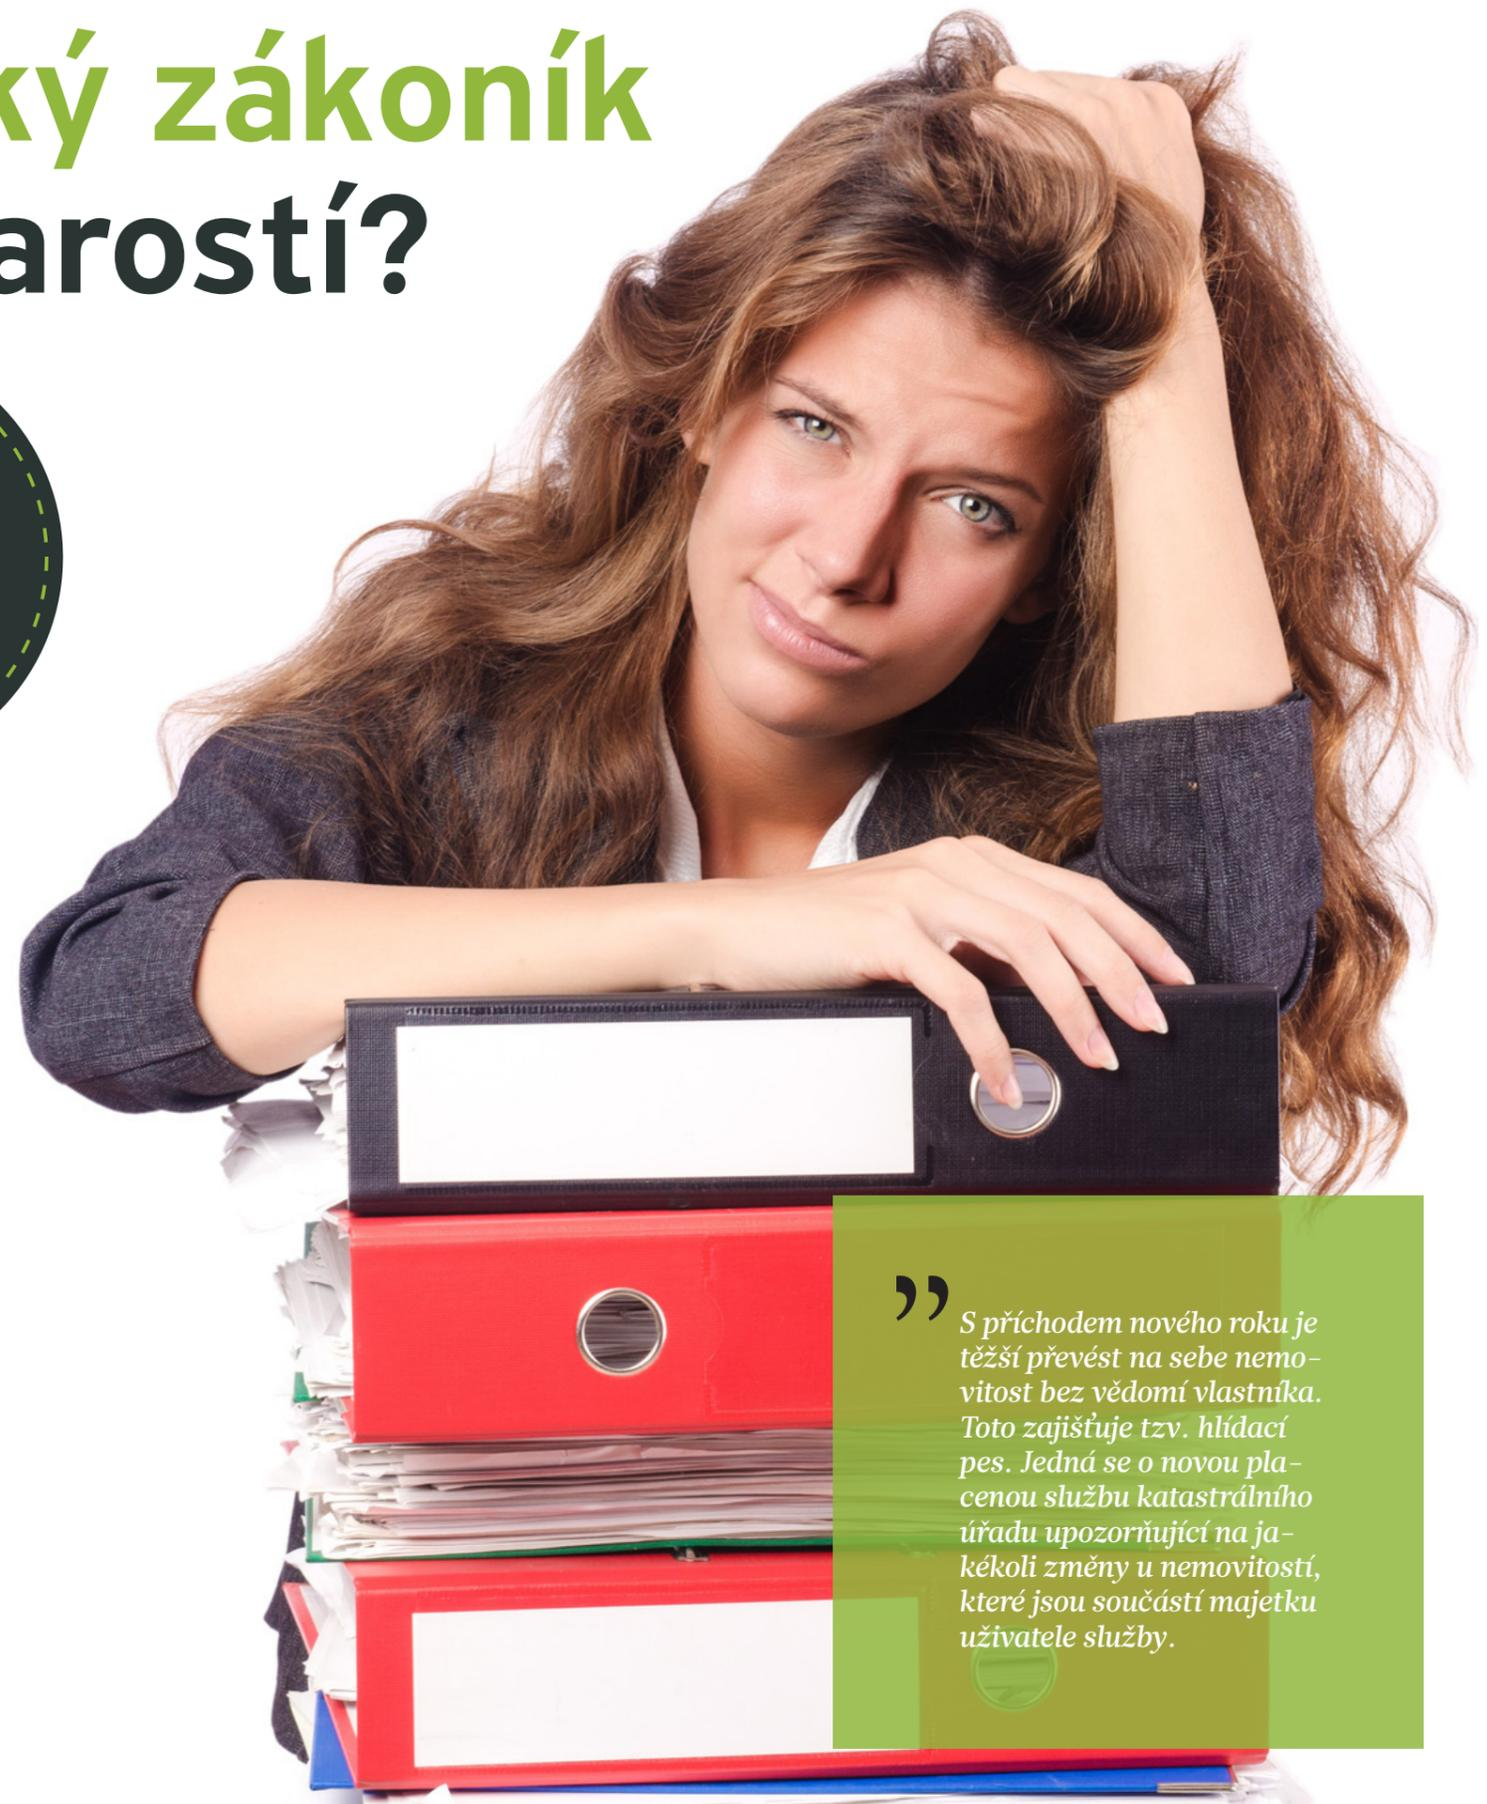 ký zákoník
arostí?
”
S příchodem nového roku je
těžší převést na sebe nemo-
vitost bez vědomí vlastníka.
Toto zajišťuje tzv. hlídací
pes. Jedná se o novou pla-
cenou službu katastrálního
úřadu upozorňující na ja-
kékoli změny u nemovitostí,
které jsou součástí majetku
uživatele služby.